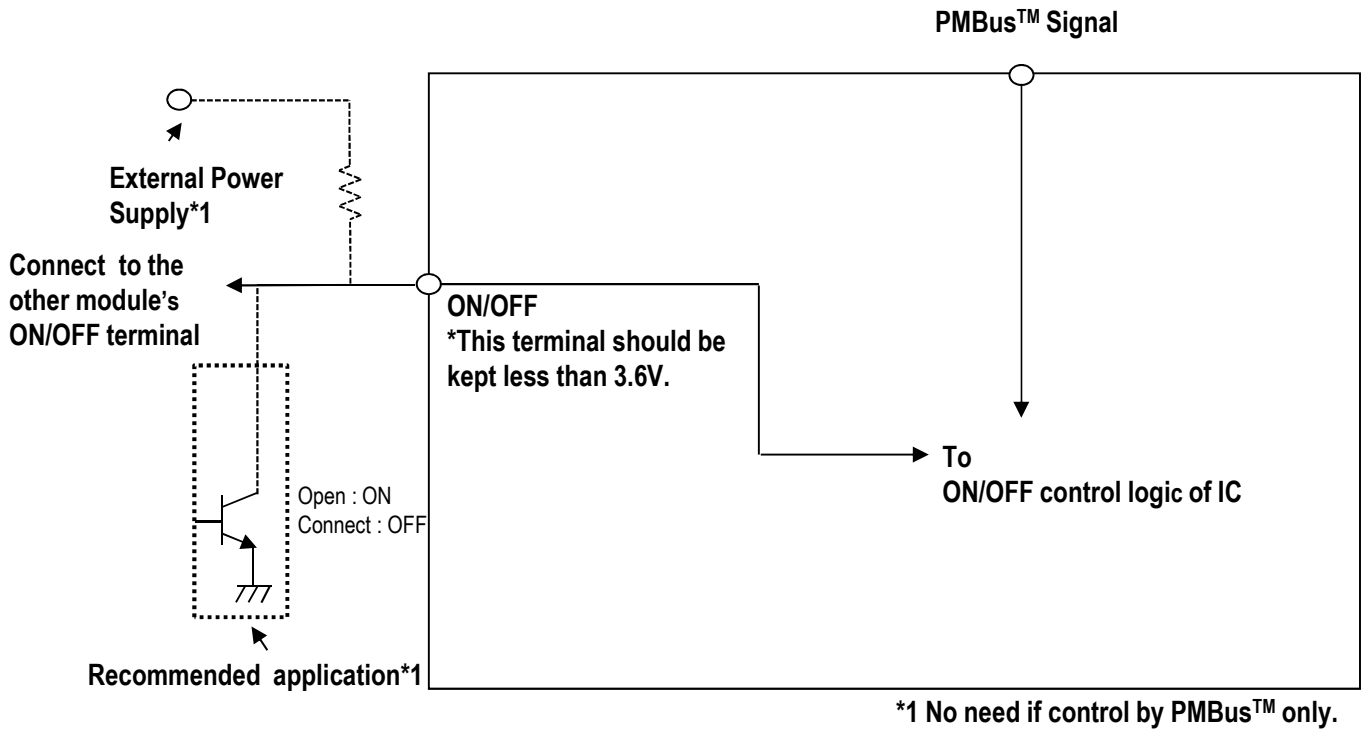 PMBus™ Signal
External Power
Supply*1
Connect to the
other module's
ON/OFF terminal
ON/OFF
*This terminal should be
kept less than 3.6V.
To
ON/OFF control logic of IC
Open : ON
Connect : OFF
Recommended application*1
*1 No need if control by PMBus™ only.